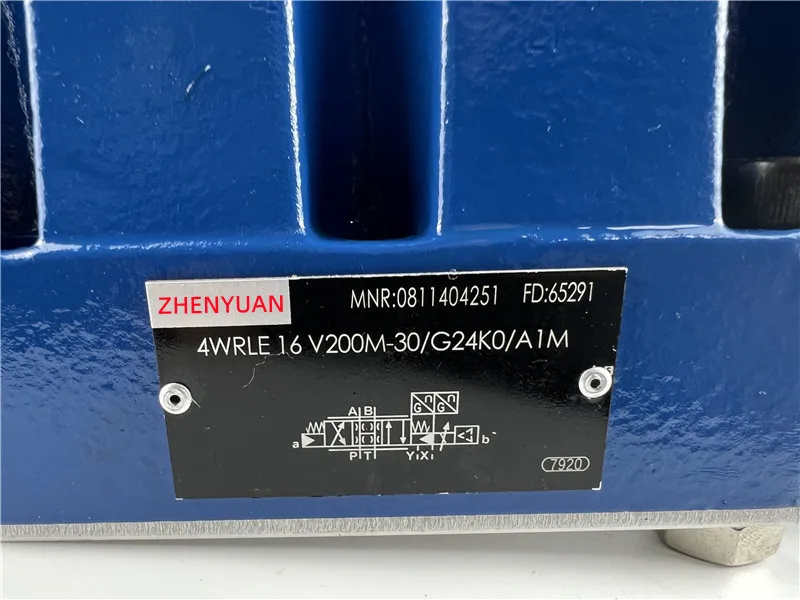 ZHENYUAN MNR:0811404251 FD:65291
4WRLE 16 V200M-30/G24K0/A1M
A B
G U G U
a b
P T Y X
7920